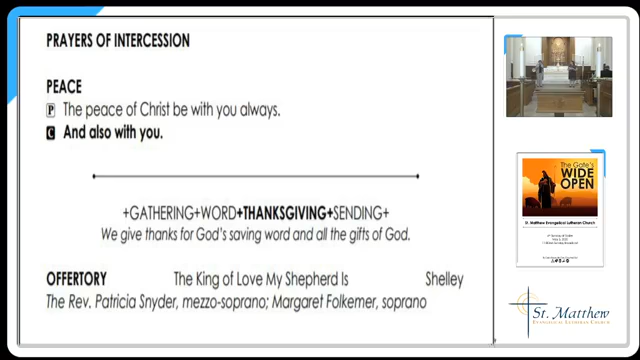 PRAYERS OF INTERCESSION
PEACE
P The peace of Christ be with you always.
C And also with you.
+GATHERING+WORD+THANKSGIVING+SENDING+
We give thanks for God's saving word and all the gifts of God.
OFFERTORY The King of Love My Shepherd Is Shelley
The Rev. Patricia Snyder, mezzo-soprano; Margaret Folkemer, soprano
The Gate's
WIDE
OPEN
St. Matthew Evangelical Lutheran Church
St. Matthew
EVANGELICAL LUTHERAN CHURCH